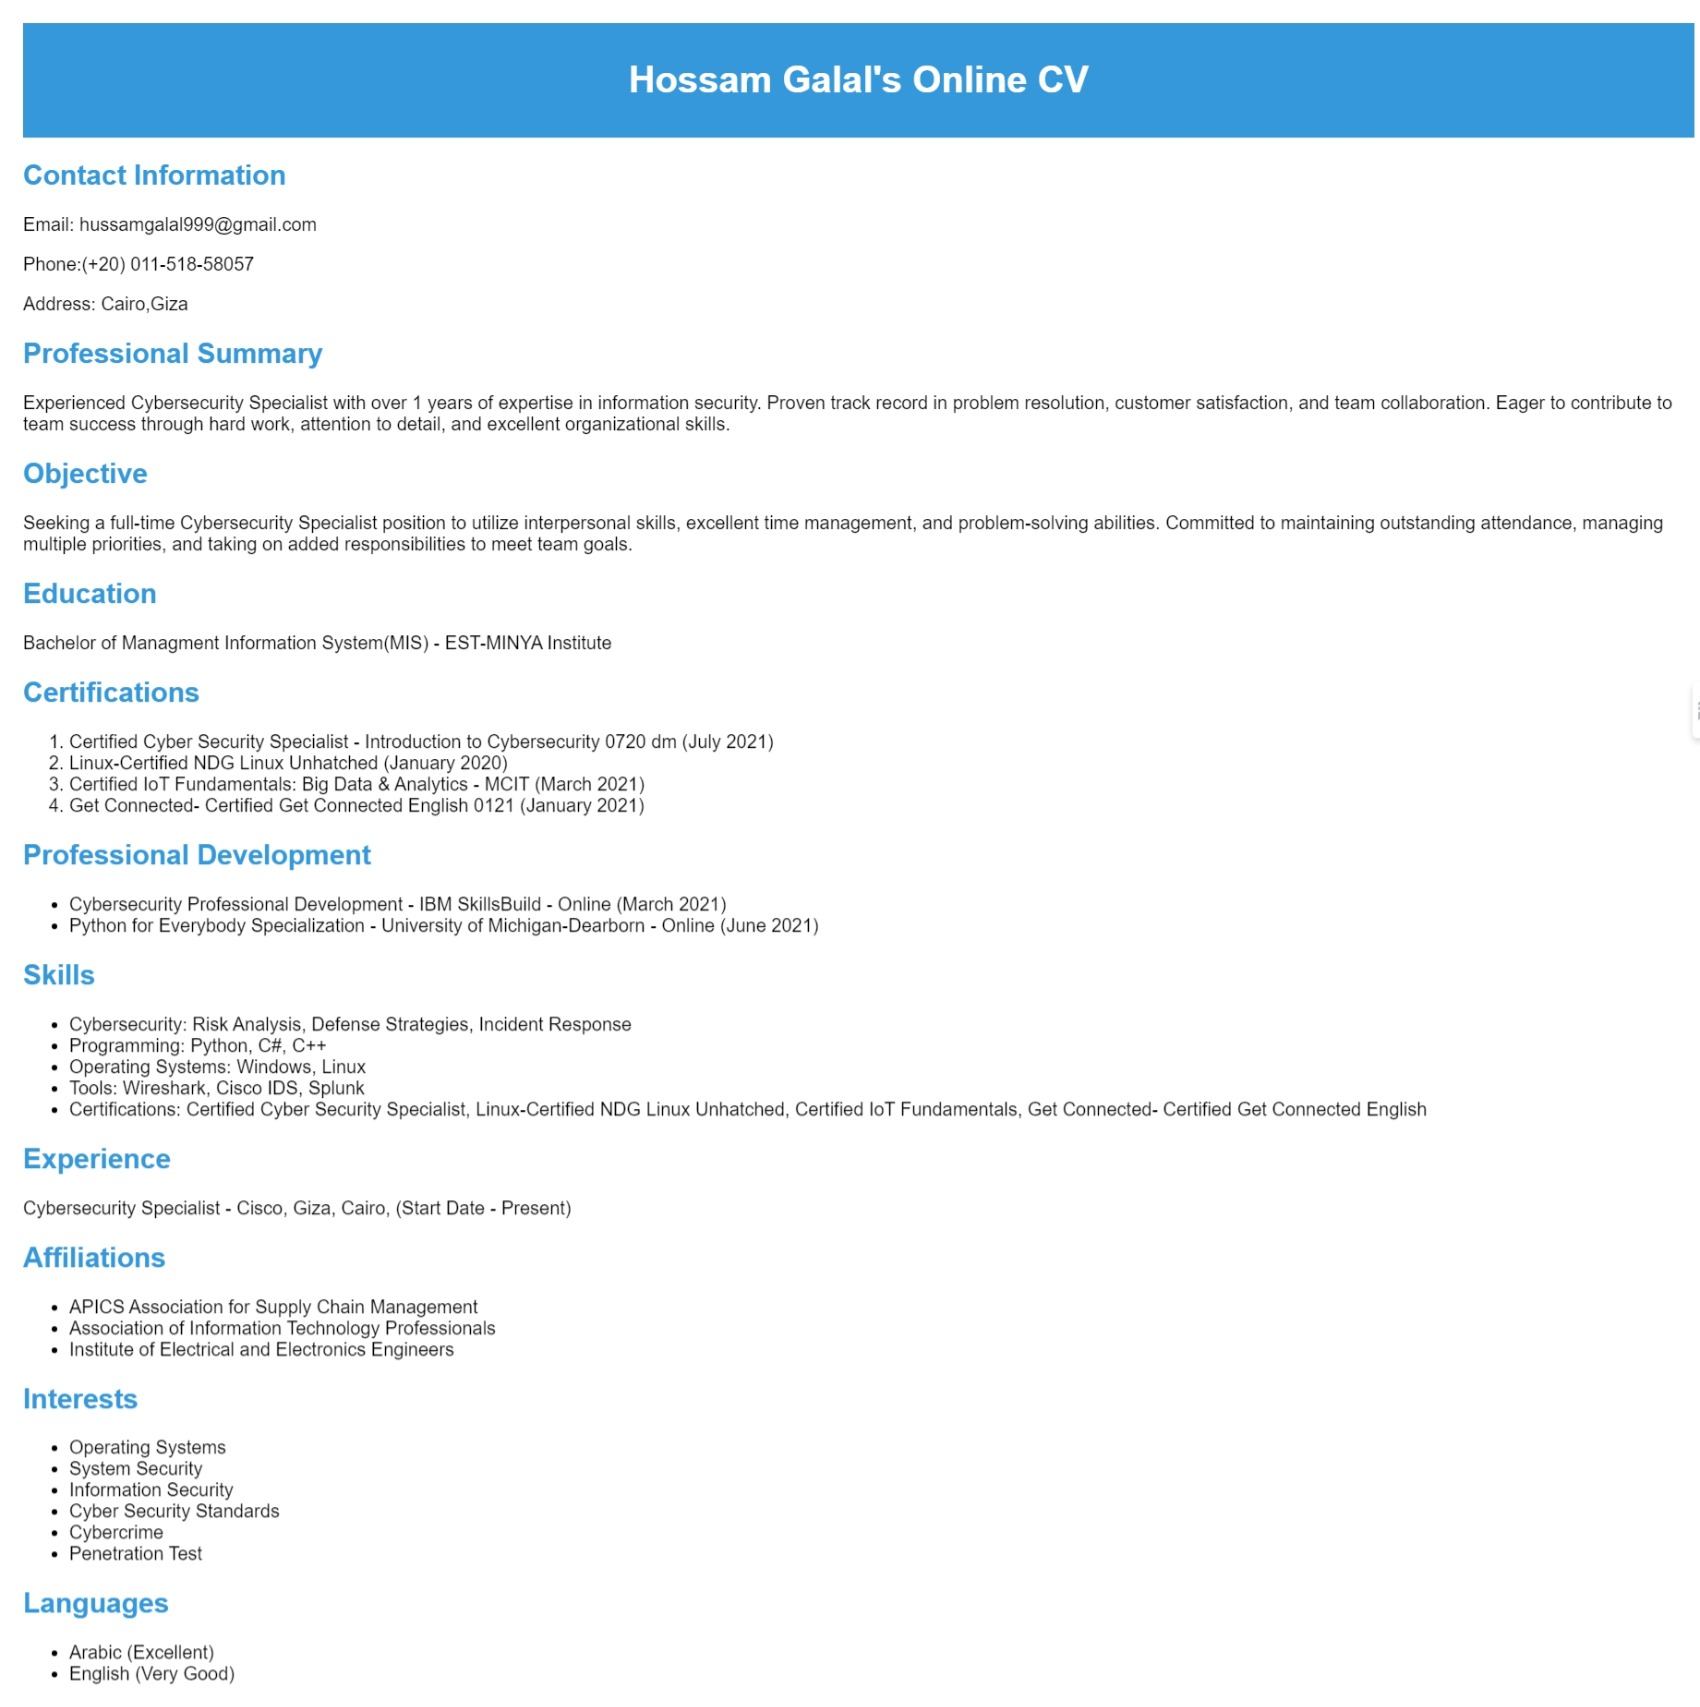 Hossam Galal's Online CV
Contact Information
Email: hussamgalal999@gmail.com
Phone:(+20) 011-518-58057
Address: Cairo,Giza
Professional Summary
Experienced Cybersecurity Specialist with over 1 years of expertise in information security. Proven track record in problem resolution, customer satisfaction, and team collaboration. Eager to contribute to
team success through hard work, attention to detail, and excellent organizational skills.
Objective
Seeking a full-time Cybersecurity Specialist position to utilize interpersonal skills, excellent time management, and problem-solving abilities. Committed to maintaining outstanding attendance, managing
multiple priorities, and taking on added responsibilities to meet team goals.
Education
Bachelor of Managment Information System(MIS) - EST-MINYA Institute
Certifications
1. Certified Cyber Security Specialist - Introduction to Cybersecurity 0720 dm (July 2021)
2. Linux-Certified NDG Linux Unhatched (January 2020)
3. Certified IoT Fundamentals: Big Data & Analytics - MCIT (March 2021)
4. Get Connected- Certified Get Connected English 0121 (January 2021)
Professional Development
• Cybersecurity Professional Development - IBM SkillsBuild - Online (March 2021)
• Python for Everybody Specialization - University of Michigan-Dearborn - Online (June 2021)
Skills
• Cybersecurity: Risk Analysis, Defense Strategies, Incident Response
• Programming: Python, C#, C++
• Operating Systems: Windows, Linux
• Tools: Wireshark, Cisco IDS, Splunk
• Certifications: Certified Cyber Security Specialist, Linux-Certified NDG Linux Unhatched, Certified IoT Fundamentals, Get Connected- Certified Get Connected English
Experience
Cybersecurity Specialist - Cisco, Giza, Cairo, (Start Date - Present)
Affiliations
• APICS Association for Supply Chain Management
• Association of Information Technology Professionals
• Institute of Electrical and Electronics Engineers
Interests
• Operating Systems
• System Security
• Information Security
• Cyber Security Standards
• Cybercrime
• Penetration Test
Languages
• Arabic (Excellent)
• English (Very Good)